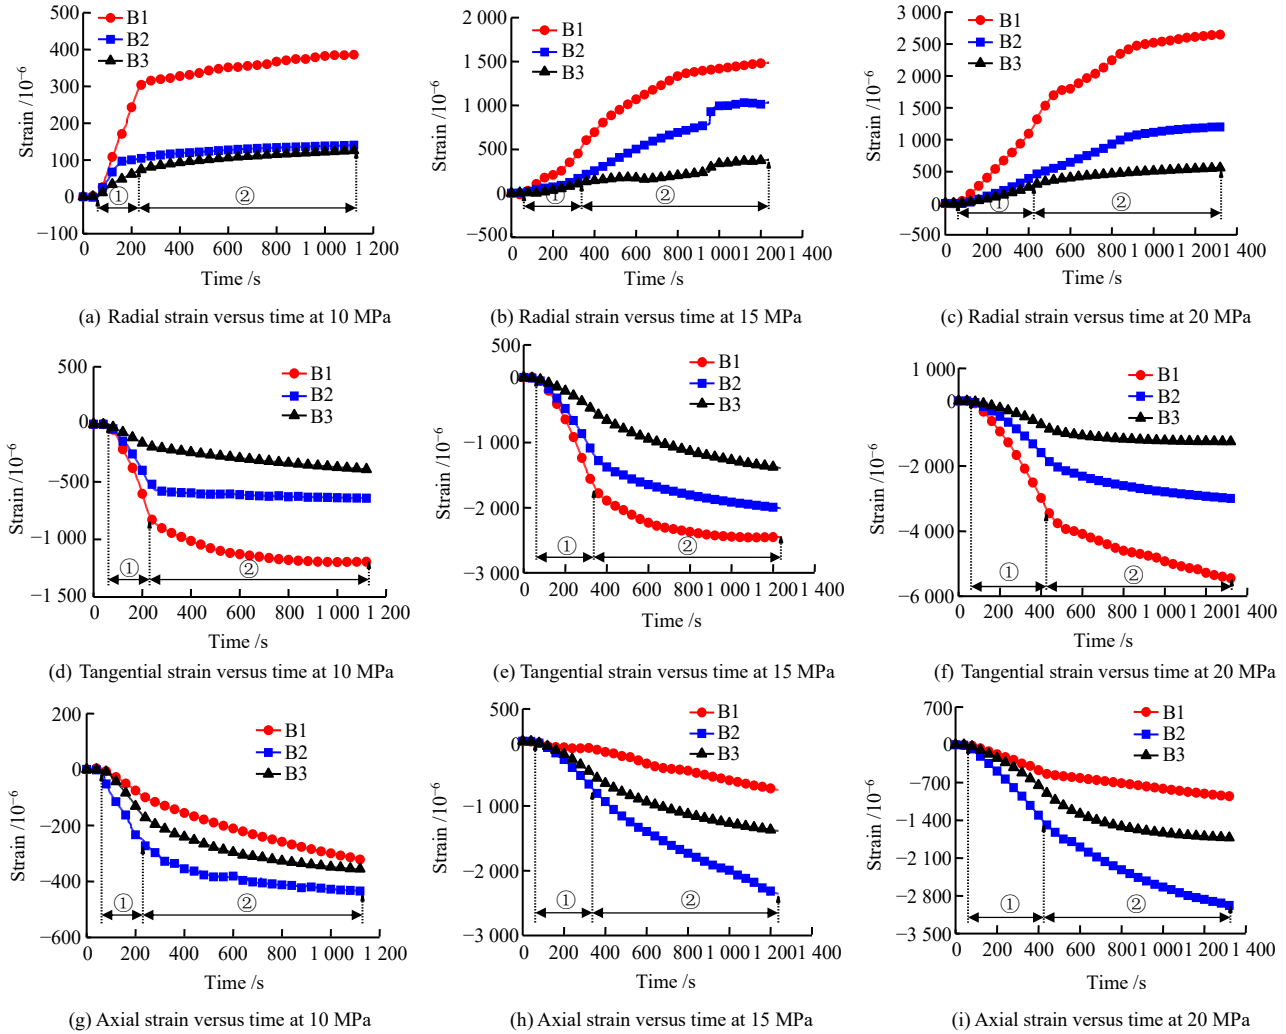 500
400
300
200
100
0
−100
Strain /10⁻⁶
B1
B2
B3
①
②
0 200 400 600 800 1 000 1 200
Time /s
(a) Radial strain versus time at 10 MPa
2 000
1 500
1 000
500
0
−500
Strain /10⁻⁶
B1
B2
B3
①
②
0 200 400 600 800 1 000 1 200 1 400
Time /s
(b) Radial strain versus time at 15 MPa
3 000
2 500
2 000
1 500
1 000
500
0
−500
Strain /10⁻⁶
B1
B2
B3
①
②
0 200 400 600 800 1 000 1 200 1 400
Time /s
(c) Radial strain versus time at 20 MPa
500
0
−500
−1 000
−1 500
Strain /10⁻⁶
B1
B2
B3
①
②
0 200 400 600 800 1 000 1 200
Time /s
(d) Tangential strain versus time at 10 MPa
500
0
−1 000
−2 000
−3 000
Strain /10⁻⁶
B1
B2
B3
①
②
0 200 400 600 800 1 000 1 200 1 400
Time /s
(e) Tangential strain versus time at 15 MPa
1 000
0
−2 000
−4 000
−6 000
Strain /10⁻⁶
B1
B2
B3
①
②
0 200 400 600 800 1 000 1 200 1 400
Time /s
(f) Tangential strain versus time at 20 MPa
200
0
−200
−400
−600
Strain /10⁻⁶
B1
B2
B3
①
②
0 200 400 600 800 1 000 1 200
Time /s
(g) Axial strain versus time at 10 MPa
500
0
−1 000
−2 000
−3 000
Strain /10⁻⁶
B1
B2
B3
①
②
0 200 400 600 800 1 000 1 200 1 400
Time /s
(h) Axial strain versus time at 15 MPa
700
0
−700
−1 400
−2 100
−2 800
−3 500
Strain /10⁻⁶
B1
B2
B3
①
②
0 200 400 600 800 1 000 1 200 1 400
Time /s
(i) Axial strain versus time at 20 MPa